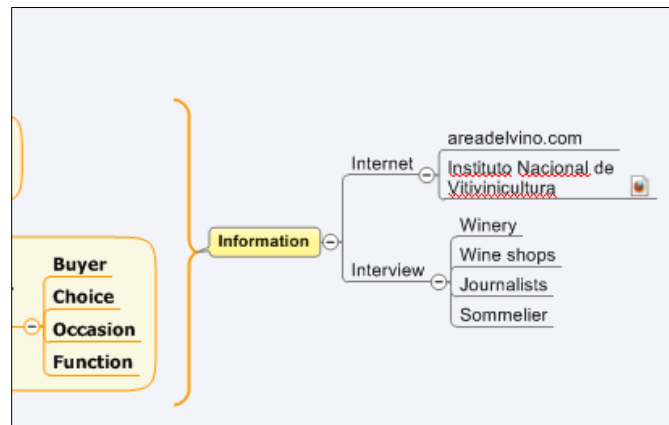 Buyer
Choice
Occasion
Function
Information
Internet
areadelvino.com
Instituto Nacional de
Vitivinicultura
Interview
Winery
Wine shops
Journalists
Sommelier